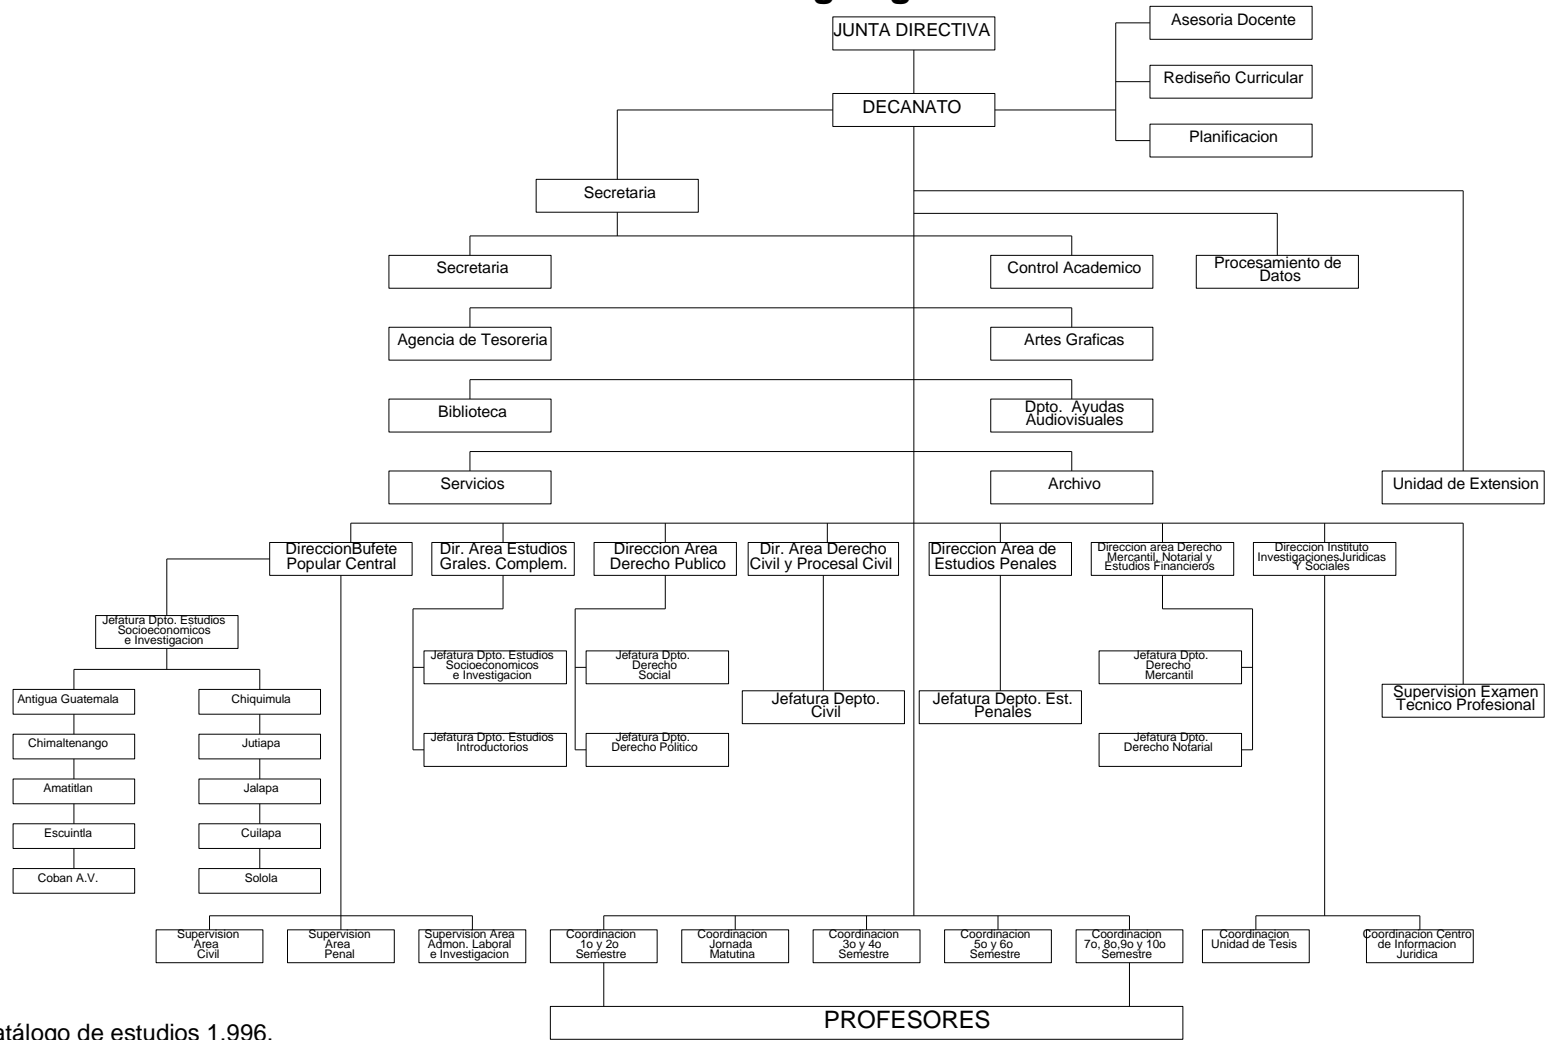 JUNTA DIRECTIVA
Asesoria Docente
Rediseño Curricular
DECANATO
Planificacion
Secretaria
Secretaria
Control Academico
Procesamiento de
Datos
Agencia de Tesoreria
Artes Graficas
Biblioteca
Dpto. Ayudas
Audiovisuales
Servicios
Archivo
Unidad de Extension
DireccionBufete
Popular Central
Dir. Area Estudios
Grales. Complem.
Direccion Area
Derecho Publico
Dir. Area Derecho
Civil y Procesal Civil
Direccion Area de
Estudios Penales
Direccion area Derecho
Mercantil, Notarial y
Estudios Financieros
Direccion Instituto
InvestigacionesJuridicas
Y Sociales
Jefatura Dpto. Estudios
Socioeconomicos
e Investigacion
Jefatura Dpto. Estudios
Socioeconomicos
e Investigacion
Jefatura Dpto.
Derecho
Social
Jefatura Dpto.
Derecho
Mercantil
Antigua Guatemala
Chiquimula
Jefatura Depto.
Civil
Jefatura Depto. Est.
Penales
Supervision Examen
Tecnico Profesional
Chimaltenango
Jutiapa
Jefatura Dpto. Estudios
Introductorios
Jefatura Dpto.
Derecho Pólitico
Jefatura Dpto.
Derecho Notarial
Amatitlan
Jalapa
Escuintla
Cuilapa
Coban A.V.
Solola
Supervision
Area
Civil
Supervision
Area
Penal
Supervision Area
Admon. Laboral
e Investigacion
Coordinacion
1o y 2o
Semestre
Coordinacion
Jornada
Matutina
Coordinacion
3o y 4o
Semestre
Coordinacion
5o y 6o
Semestre
Coordinacion
7o, 8o,9o y 10o
Semestre
Coordinacion
Unidad de Tesis
Coordinacion Centro
de Informacion
Juridica
PROFESORES
atálogo de estudios 1,996.